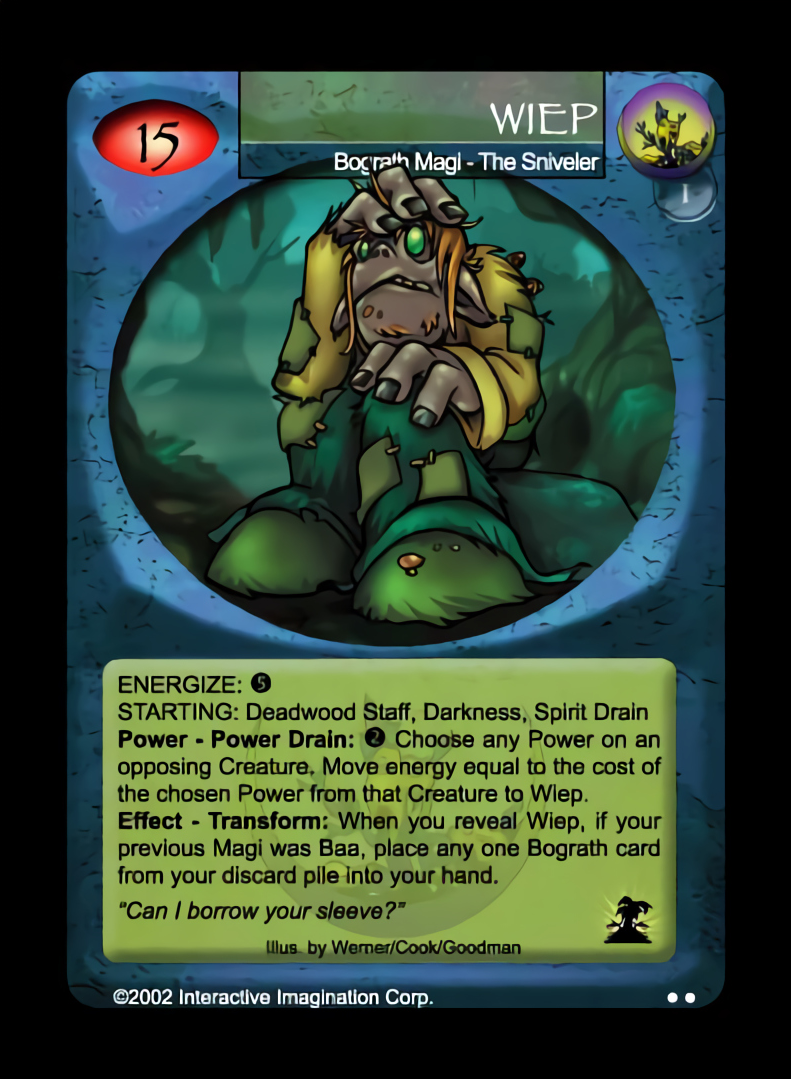 15
WIEP
Bograth Magi - The Sniveler
1
ENERGIZE: 5
STARTING: Deadwood Staff, Darkness, Spirit Drain
Power - Power Drain: 2 Choose any Power on an
opposing Creature. Move energy equal to the cost of
the chosen Power from that Creature to Wiep.
Effect - Transform: When you reveal Wiep, if your
previous Magi was Baa, place any one Bograth card
from your discard pile into your hand.
"Can I borrow your sleeve?"
Illus. by Werner/Cook/Goodman
©2002 Interactive Imagination Corp.